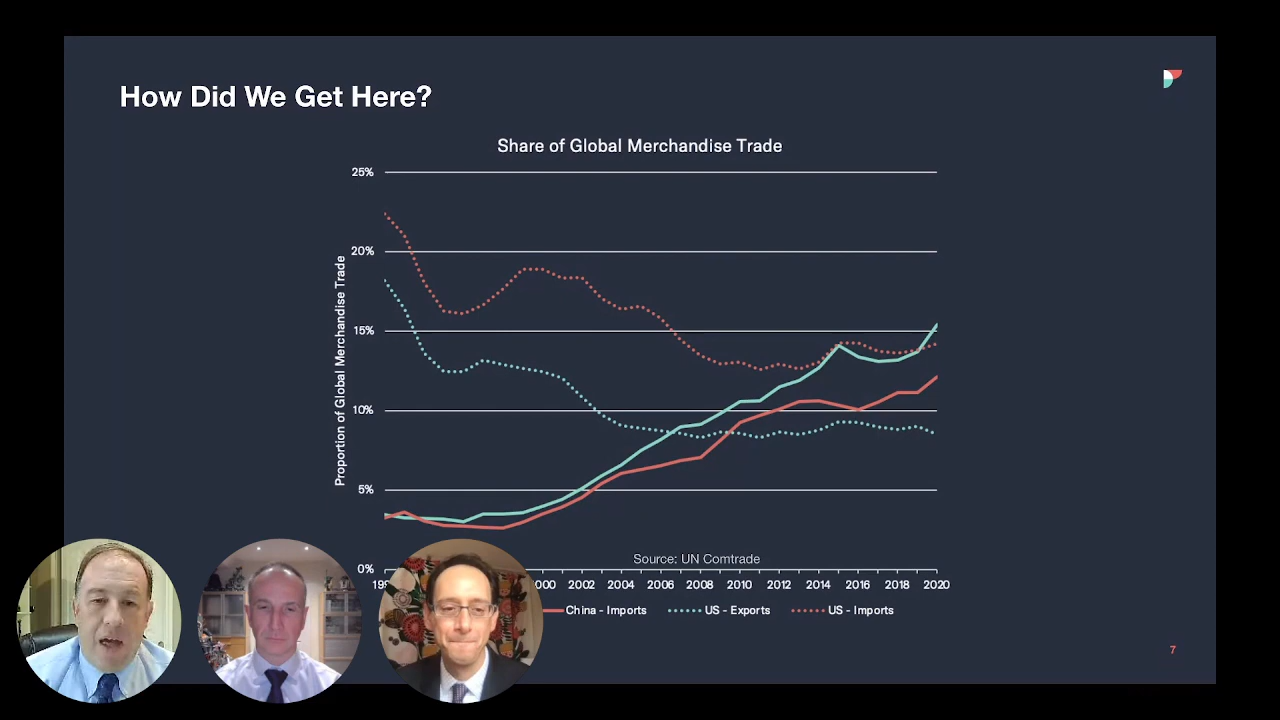 How Did We Get Here?
Share of Global Merchandise Trade
Proportion of Global Merchandise Trade
25%
20%
15%
10%
5%
0%
Source: UN Comtrade
2002 2004 2006 2008 2010 2012 2014 2016 2018 2020
China - Imports US - Exports US - Imports
7